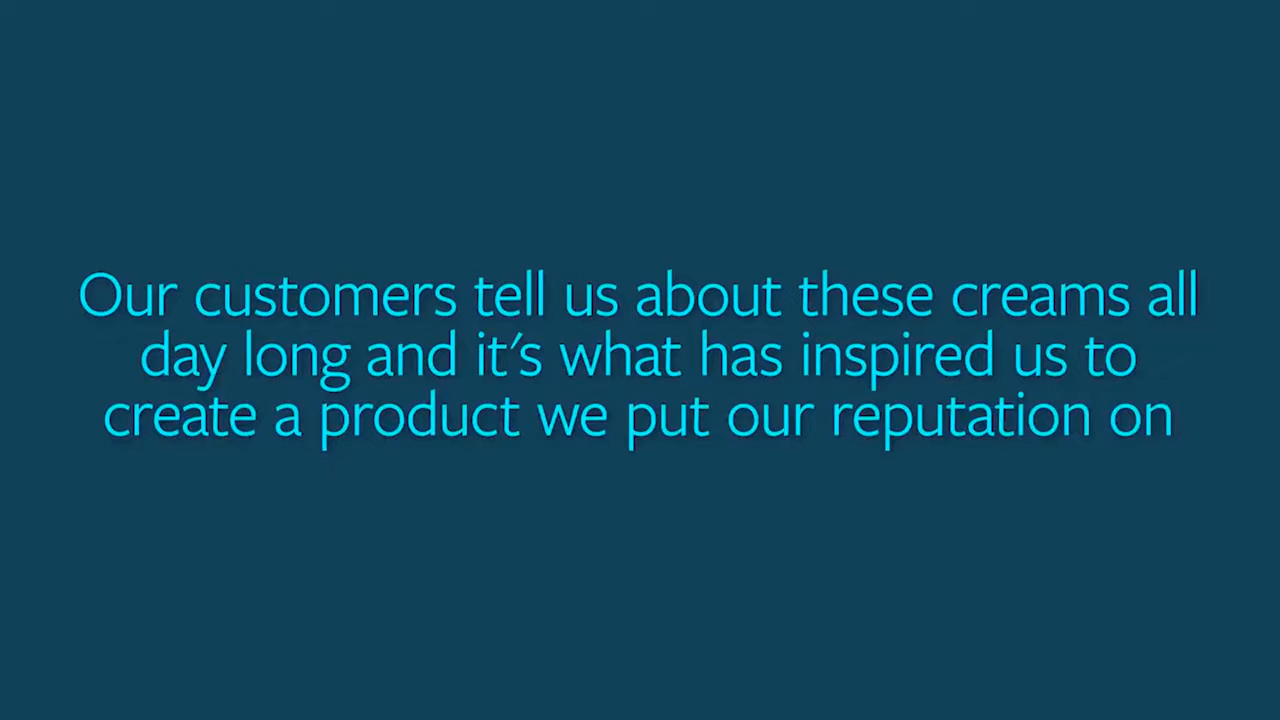 Our customers tell us about these creams all
day long and it's what has inspired us to
create a product we put our reputation on